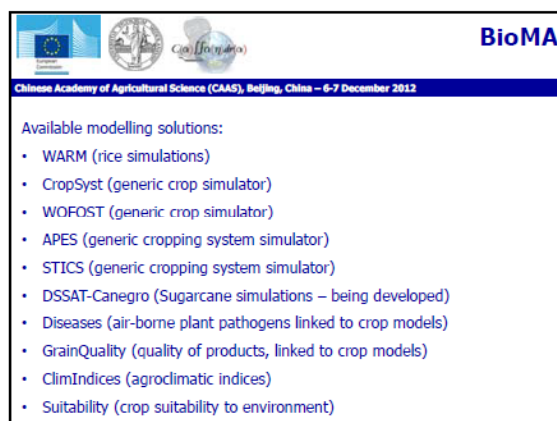 BioMA
European
Commission
Chinese Academy of Agricultural Science (CAAS), Beijing, China – 6-7 December 2012
Available modelling solutions:
• WARM (rice simulations)
• CropSyst (generic crop simulator)
• WOFOST (generic crop simulator)
• APES (generic cropping system simulator)
• STICS (generic cropping system simulator)
• DSSAT-Canegro (Sugarcane simulations – being developed)
• Diseases (air-borne plant pathogens linked to crop models)
• GrainQuality (quality of products, linked to crop models)
• ClimIndices (agroclimatic indices)
• Suitability (crop suitability to environment)